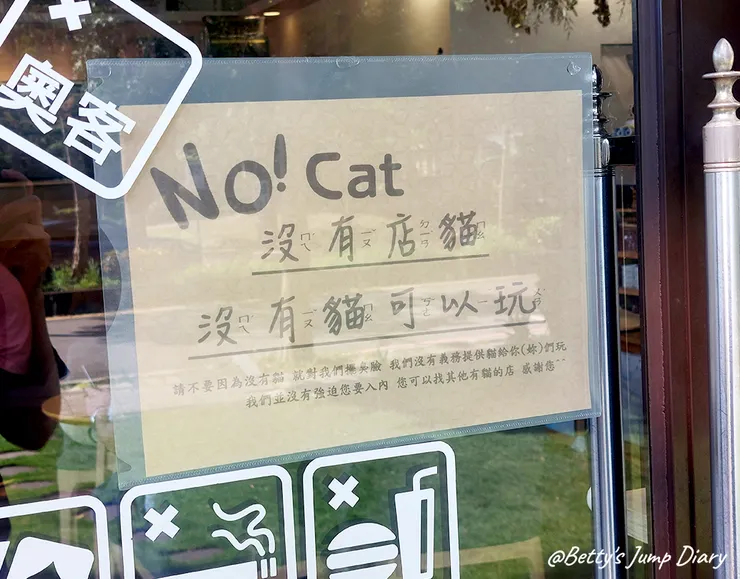 奧客
No! Cat
沒有店貓
沒有貓可以玩
請不要因為沒有貓 就對我們擺臭臉 我們沒有義務提供貓給你(妳)們玩
我們並沒有強迫您要入內 您可以找其他有貓的店 感謝您^^
@Betty's Jump Diary